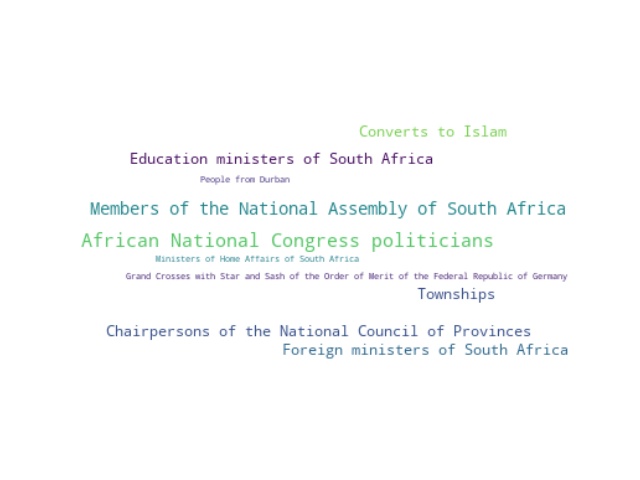 Converts to Islam
Education ministers of South Africa
People from Durban
Members of the National Assembly of South Africa
African National Congress politicians
Ministers of Home Affairs of South Africa
Grand Crosses with Star and Sash of the Order of Merit of the Federal Republic of Germany
Townships
Chairpersons of the National Council of Provinces
Foreign ministers of South Africa